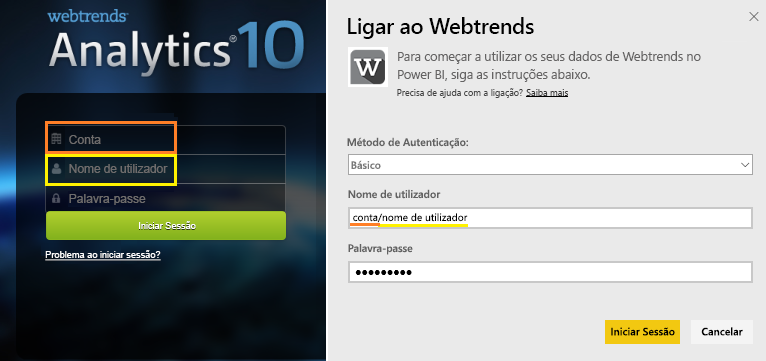 webtrends
Analytics® 10
Conta
Nome de utilizador
Palavra-passe
Iniciar Sessão
Problema ao iniciar sessão?
Ligar ao Webtrends
W
Para começar a utilizar os seus dados de Webtrends no
Power BI, siga as instruções abaixo.
Precisa de ajuda com a ligação? Saiba mais
Método de Autenticação:
Básico
Nome de utilizador
conta/nome de utilizador
Palavra-passe
Iniciar Sessão
Cancelar